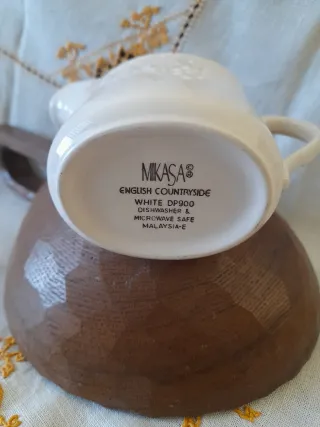 MIKASA®
ENGLISH COUNTRYSIDE
WHITE DP900
DISHWASHER &
MICROWAVE SAFE
MALAYSIA-E